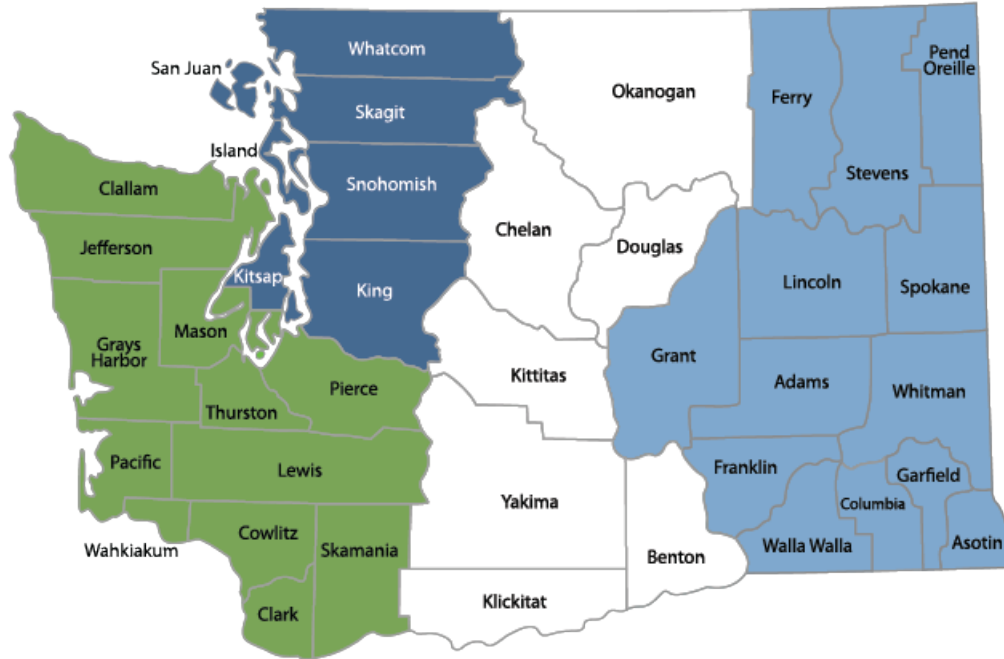 Whatcom
San Juan
Pend
Oreille
Okanogan
Ferry
Skagit
Island
Stevens
Snohomish
Clallam
Chelan
Douglas
Jefferson
Kitsap
King
Lincoln
Spokane
Mason
Grays
Harbor
Grant
Kittitas
Adams
Pierce
Whitman
Thurston
Pacific
Lewis
Franklin
Garfield
Yakima
Columbia
Cowlitz
Wahkiakum
Skamania
Benton
Walla Walla
Asotin
Klickitat
Clark